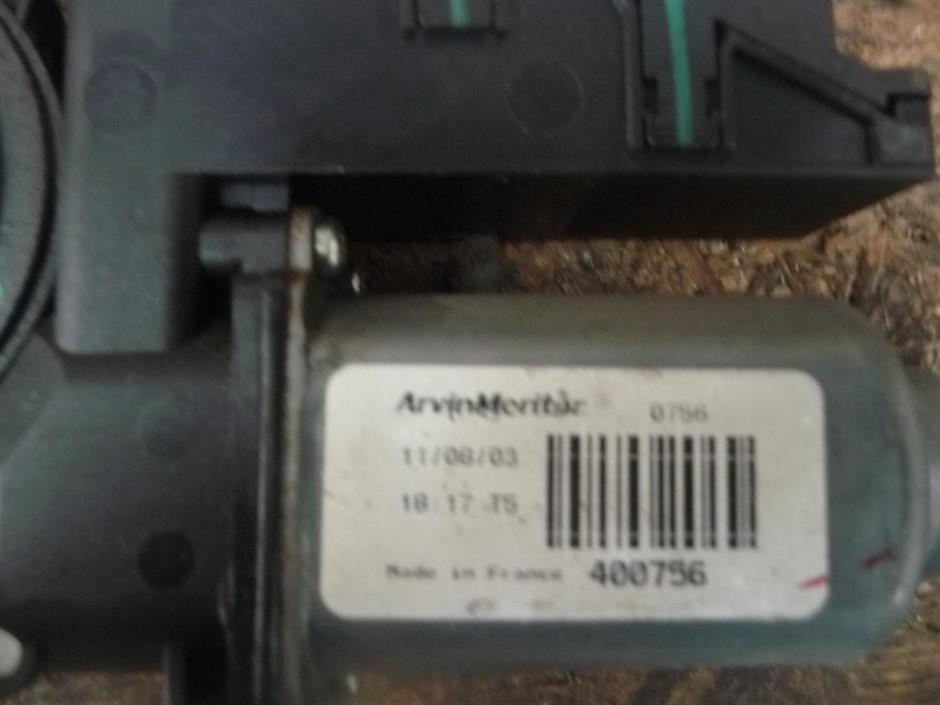 ArvinMeritor 0756
11/08/03
18:17 T5
Made in France 400756